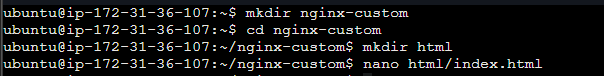 ubuntu@ip-172-31-36-107:~$ mkdir nginx-custom
ubuntu@ip-172-31-36-107:~$ cd nginx-custom
ubuntu@ip-172-31-36-107:~/nginx-custom$ mkdir html
ubuntu@ip-172-31-36-107:~/nginx-custom$ nano html/index.html